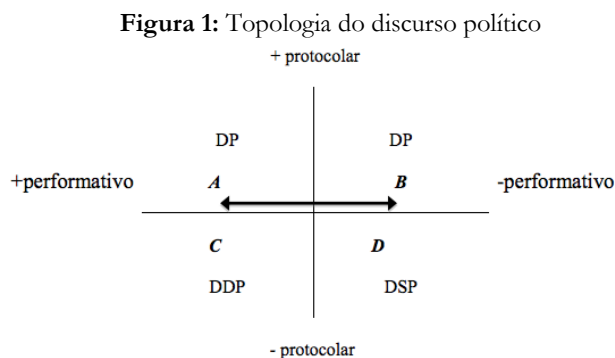 Figura 1: Topologia do discurso político
+ protocolar
DP DP
+performativo A B -performativo
C D
DDP DSP
- protocolar